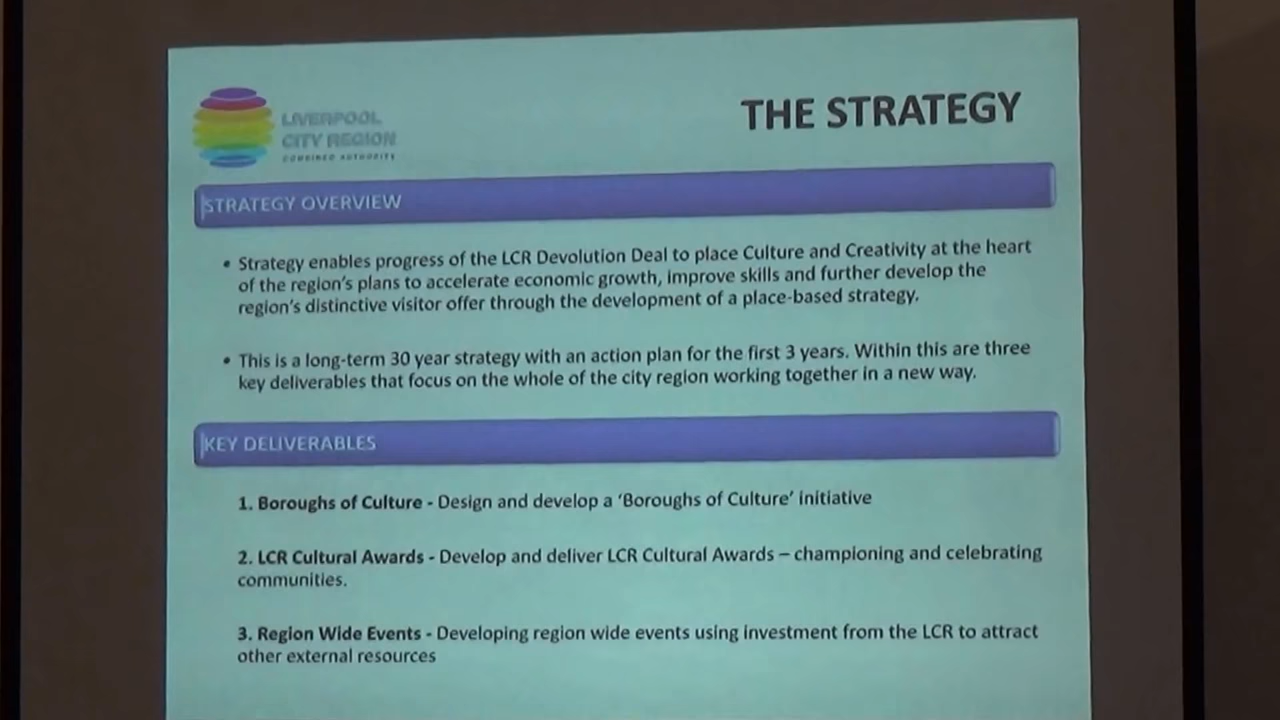 LIVERPOOL
CITY REGION
COMBINED AUTHORITY
THE STRATEGY
STRATEGY OVERVIEW
• Strategy enables progress of the LCR Devolution Deal to place Culture and Creativity at the heart
of the region's plans to accelerate economic growth, improve skills and further develop the
region's distinctive visitor offer through the development of a place-based strategy.
• This is a long-term 30 year strategy with an action plan for the first 3 years. Within this are three
key deliverables that focus on the whole of the city region working together in a new way.
KEY DELIVERABLES
1. Boroughs of Culture - Design and develop a 'Boroughs of Culture' initiative
2. LCR Cultural Awards - Develop and deliver LCR Cultural Awards – championing and celebrating
communities.
3. Region Wide Events - Developing region wide events using investment from the LCR to attract
other external resources